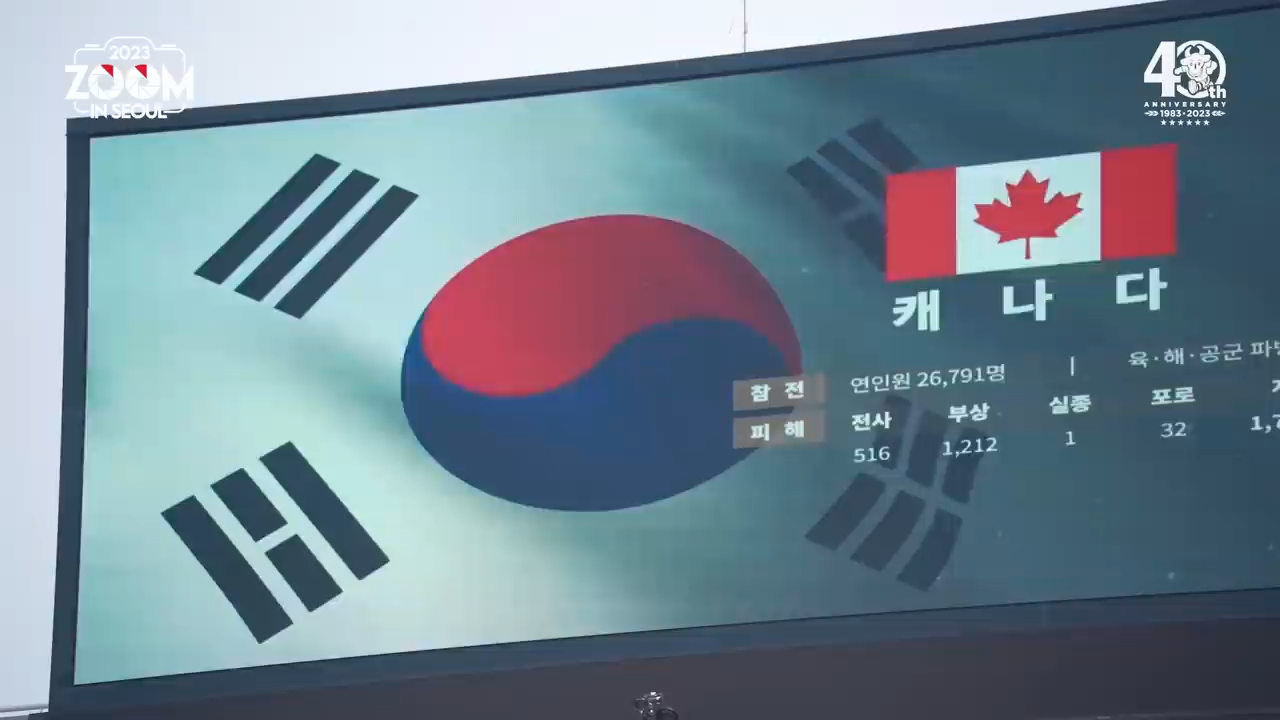 2023
ZOOM
IN SEOUL
40th
ANNIVERSARY
1983-2023
캐 나 다
참 전 연인원 26,791명 | 육·해·공군
피 해 전사 부상 실종 포로
516 1,212 1 32